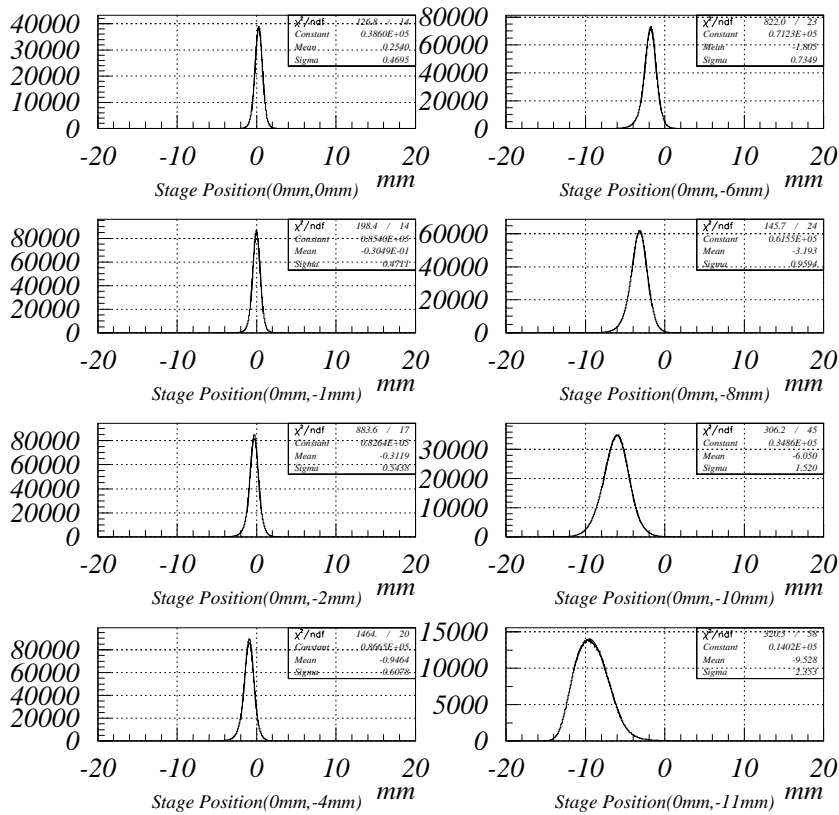 40000
30000
20000
10000
0
-20 -10 0 10 20
mm
Stage Position(0mm,0mm)
χ²/ndf 126.8 / 14
Constant 0.3860E+05
Mean 0.2540
Sigma 0.4695
80000
60000
40000
20000
0
-20 -10 0 10 20
mm
Stage Position(0mm,-6mm)
χ²/ndf 822.0 / 23
Constant 0.7123E+05
Mean -1.805
Sigma 0.7349
80000
60000
40000
20000
0
-20 -10 0 10 20
mm
Stage Position(0mm,-1mm)
χ²/ndf 198.4 / 14
Constant 0.8540E+05
Mean -0.3049E-01
Sigma 0.4711
60000
40000
20000
0
-20 -10 0 10 20
mm
Stage Position(0mm,-8mm)
χ²/ndf 145.7 / 24
Constant 0.6155E+05
Mean -3.193
Sigma 0.9594
80000
60000
40000
20000
0
-20 -10 0 10 20
mm
Stage Position(0mm,-2mm)
χ²/ndf 883.6 / 17
Constant 0.8264E+05
Mean -0.3119
Sigma 0.5438
30000
20000
10000
0
-20 -10 0 10 20
mm
Stage Position(0mm,-10mm)
χ²/ndf 306.2 / 45
Constant 0.3486E+05
Mean -6.050
Sigma 1.520
80000
60000
40000
20000
0
-20 -10 0 10 20
mm
Stage Position(0mm,-4mm)
χ²/ndf 1464. / 20
Constant 0.8665E+05
Mean -0.9464
Sigma 0.6078
15000
10000
5000
0
-20 -10 0 10 20
mm
Stage Position(0mm,-11mm)
χ²/ndf 320.3 / 58
Constant 0.1402E+05
Mean -9.528
Sigma 2.353